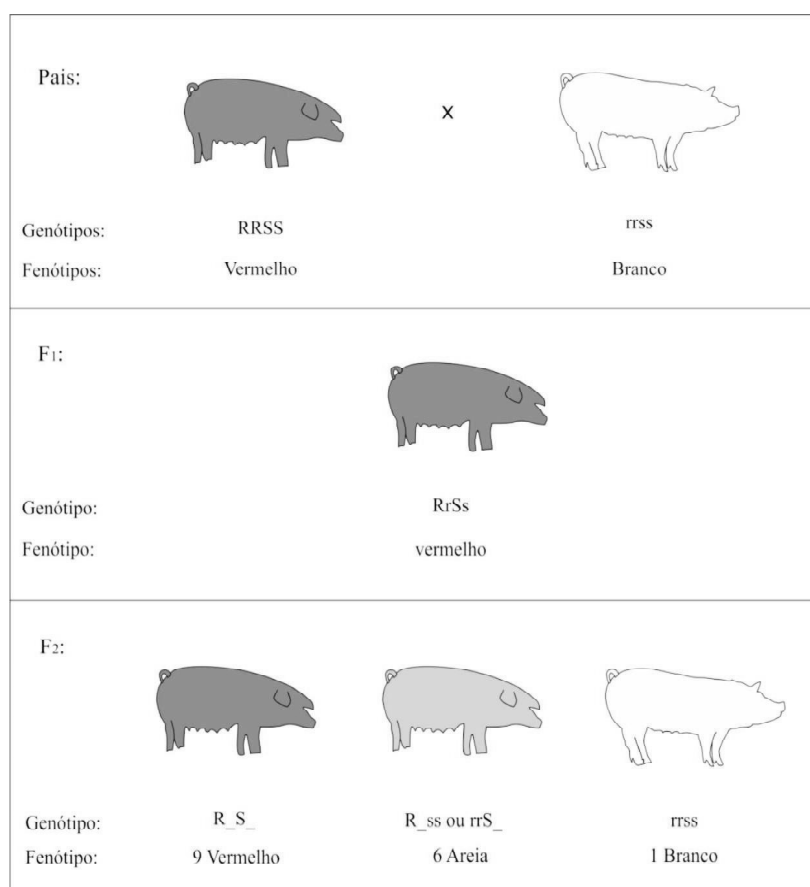 Pais:
x
Genótipos: RRSS rrss
Fenótipos: Vermelho Branco
F1:
Genótipo: RrSs
Fenótipo: vermelho
F2:
Genótipo: R_S_ R_ss ou rrS_ rrss
Fenótipo: 9 Vermelho 6 Areia 1 Branco